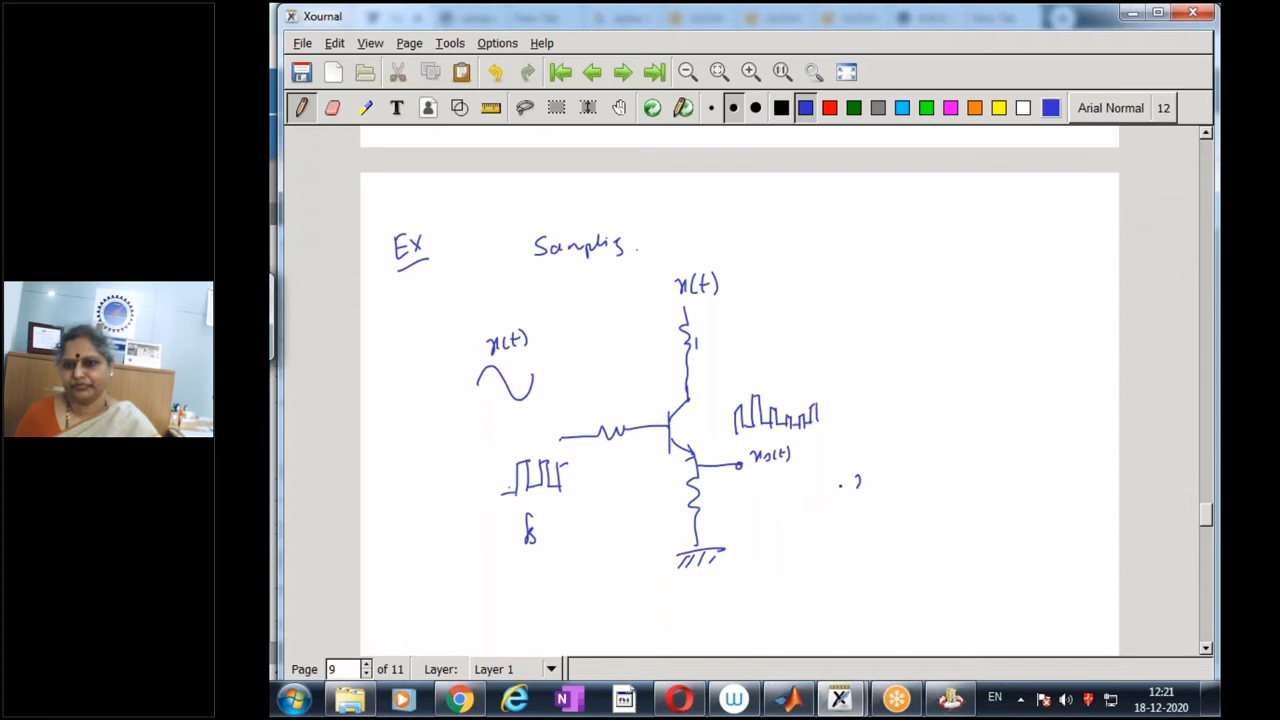 Xournal
File Edit View Page Tools Options Help
Arial Normal 12
Ex Sampling.
x(t)
x(t)
xs(t)
fs
Page 9 of 11 Layer: Layer 1
EN 12:21
18-12-2020